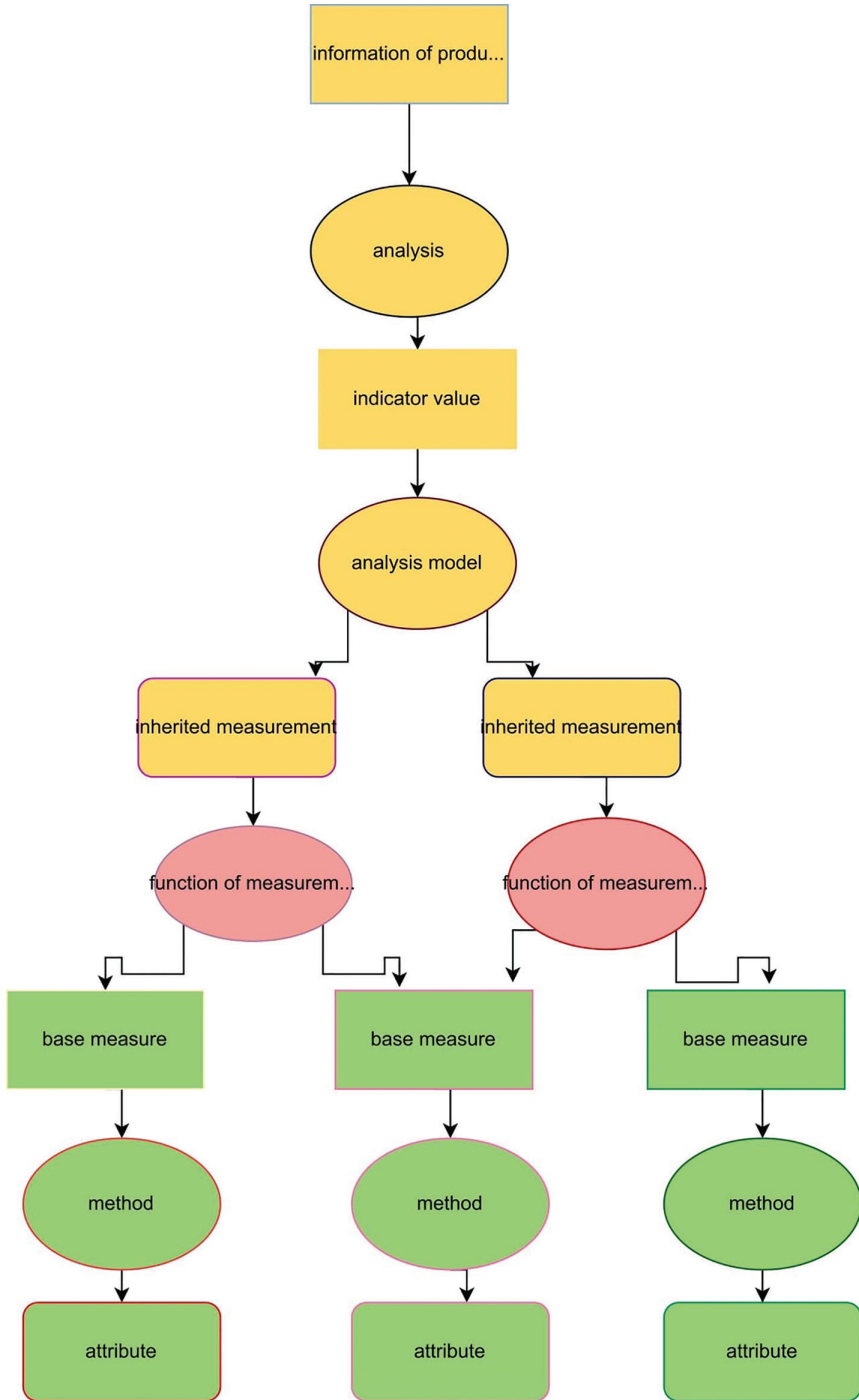 information of produ...
analysis
indicator value
analysis model
inherited measurement
inherited measurement
function of measurem...
function of measurem...
base measure
base measure
base measure
method
method
method
attribute
attribute
attribute